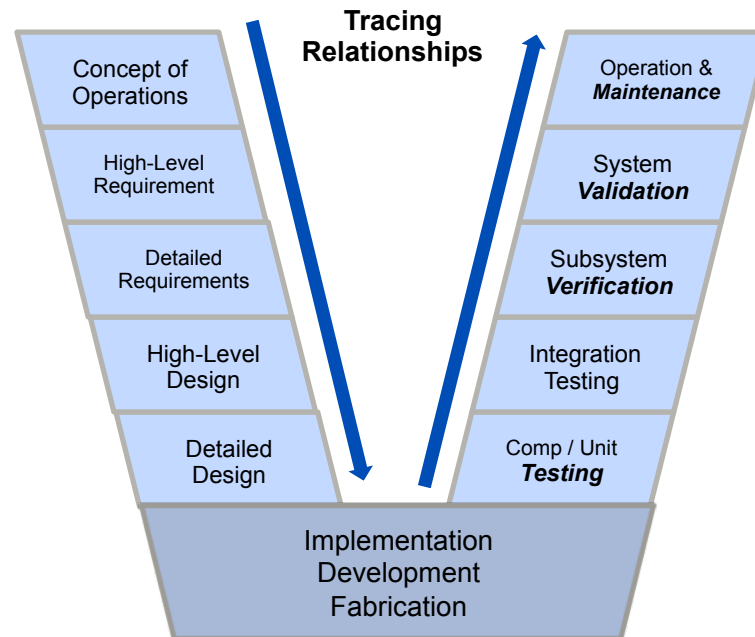 Tracing
Relationships
Concept of
Operations
High-Level
Requirement
Detailed
Requirements
High-Level
Design
Detailed
Design
Implementation
Development
Fabrication
Operation &
Maintenance
System
Validation
Subsystem
Verification
Integration
Testing
Comp / Unit
Testing